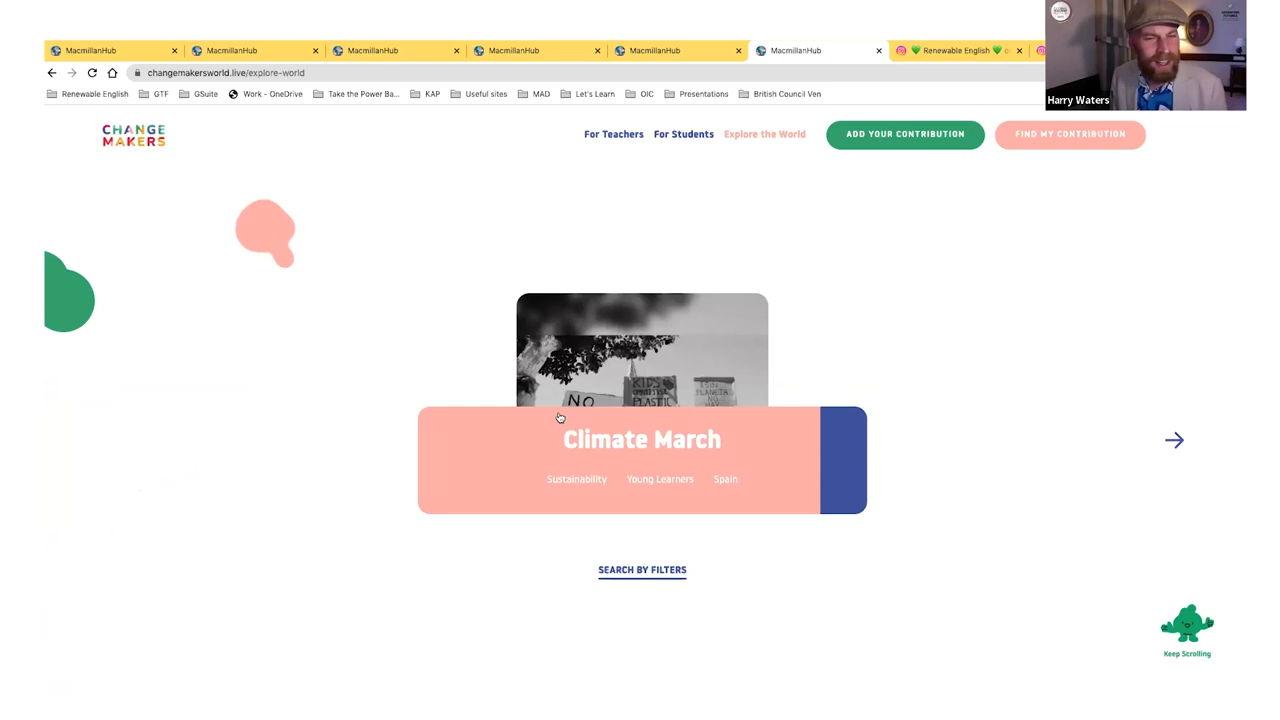 MacmillanHub
MacmillanHub
MacmillanHub
MacmillanHub
MacmillanHub
MacmillanHub
Renewable English
changemakersworld.live/explore-world
Renewable English
GTF
GSuite
Work - OneDrive
Take the Power Ba...
KAP
Useful sites
MAD
Let's Learn
OIC
Presentations
British Council Ven
Harry Waters
CHANGE
MAKERS
For Teachers
For Students
Explore the World
ADD YOUR CONTRIBUTION
FIND MY CONTRIBUTION
KIDS
PLASTIC
NO
Climate March
Sustainability
Young Learners
Spain
SEARCH BY FILTERS
Keep Scrolling